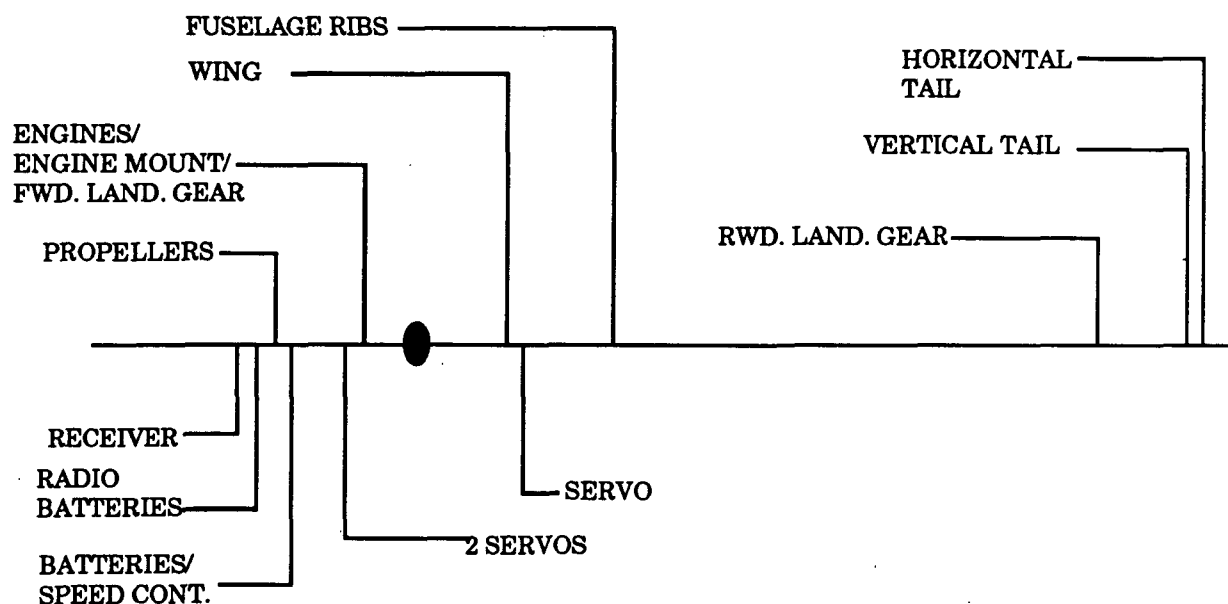 FUSELAGE RIBS
WING
HORIZONTAL
TAIL
ENGINES/
ENGINE MOUNT/
FWD. LAND. GEAR
VERTICAL TAIL
PROPELLERS
RWD. LAND. GEAR
RECEIVER
RADIO
BATTERIES
SERVO
2 SERVOS
BATTERIES/
SPEED CONT.